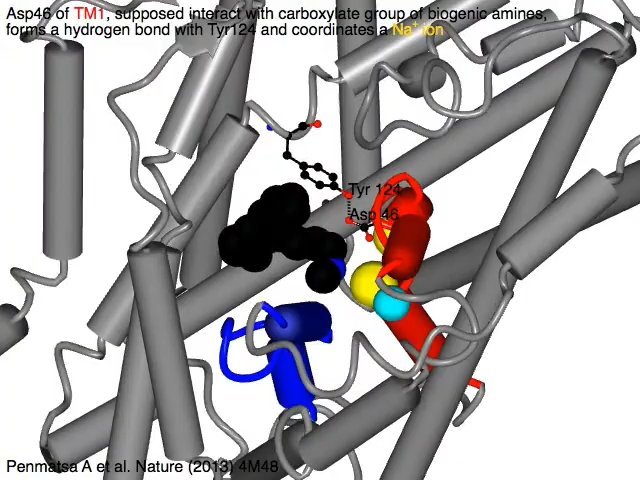 Asp46 of TM1, supposed interact with carboxylate group of biogenic amines,
forms a hydrogen bond with Tyr124 and coordinates a Na⁺ ion
Tyr 124
Asp 46
Penmatsa A et al. Nature (2013) 4M48